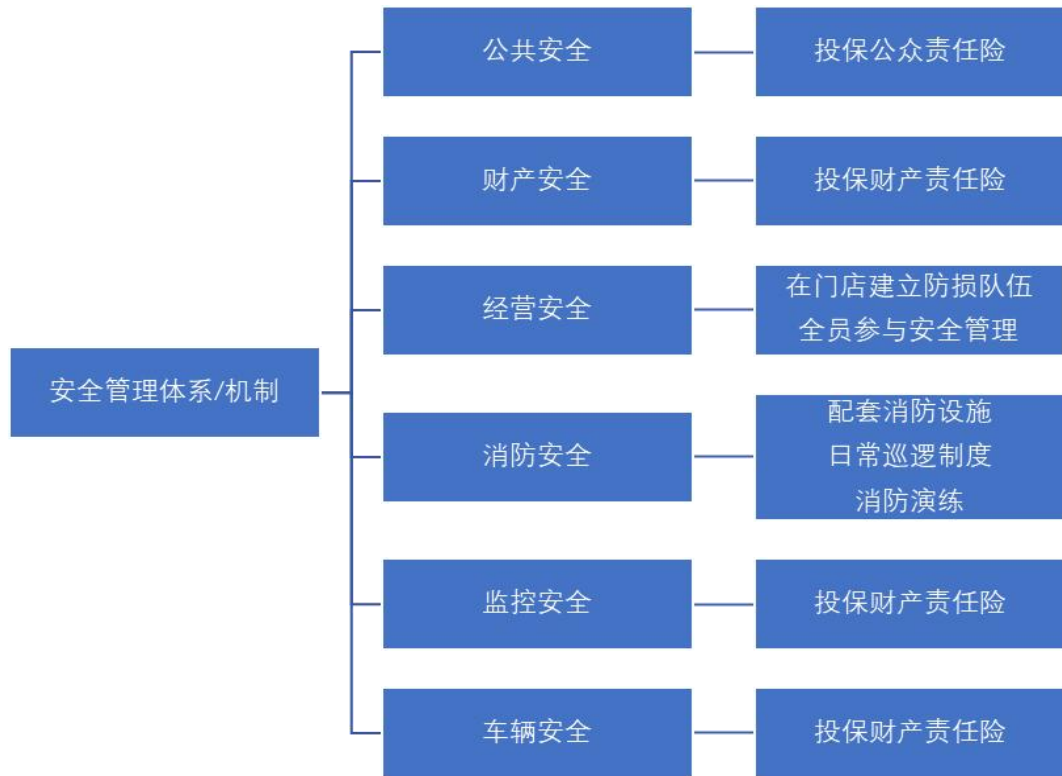 公共安全
投保公众责任险
财产安全
投保财产责任险
经营安全
在门店建立防损队伍
全员参与安全管理
安全管理体系/机制
消防安全
配套消防设施
日常巡逻制度
消防演练
监控安全
投保财产责任险
车辆安全
投保财产责任险